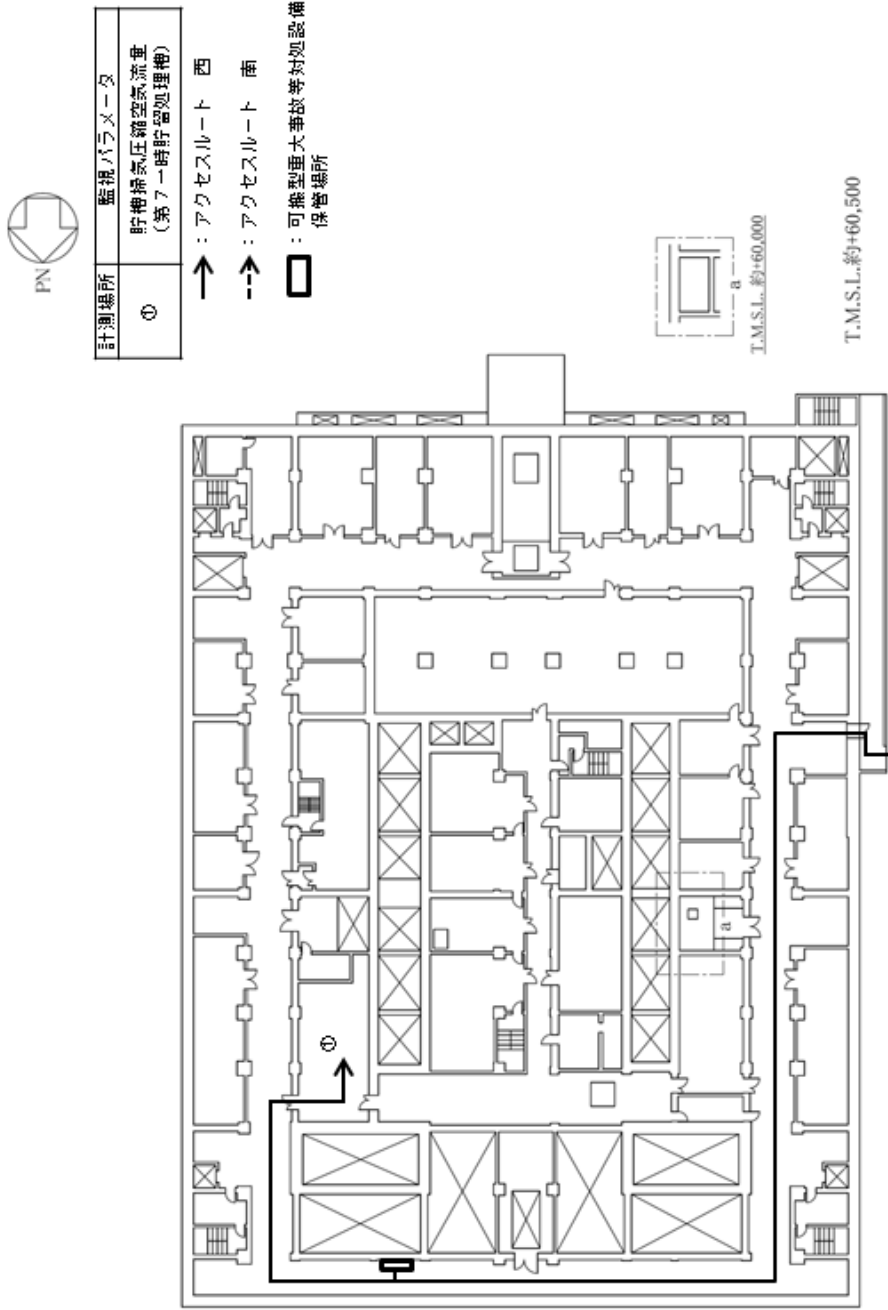 PN
計測場所 監視パラメータ
① 貯槽掃気圧縮空気流量
(第7一時貯留処理槽)
: アクセスルート 西
: アクセスルート 南
: 可搬型重大事故等対処設備
保管場所
①
a
a
T.M.S.L. 約+60,000
T.M.S.L.約+60,500